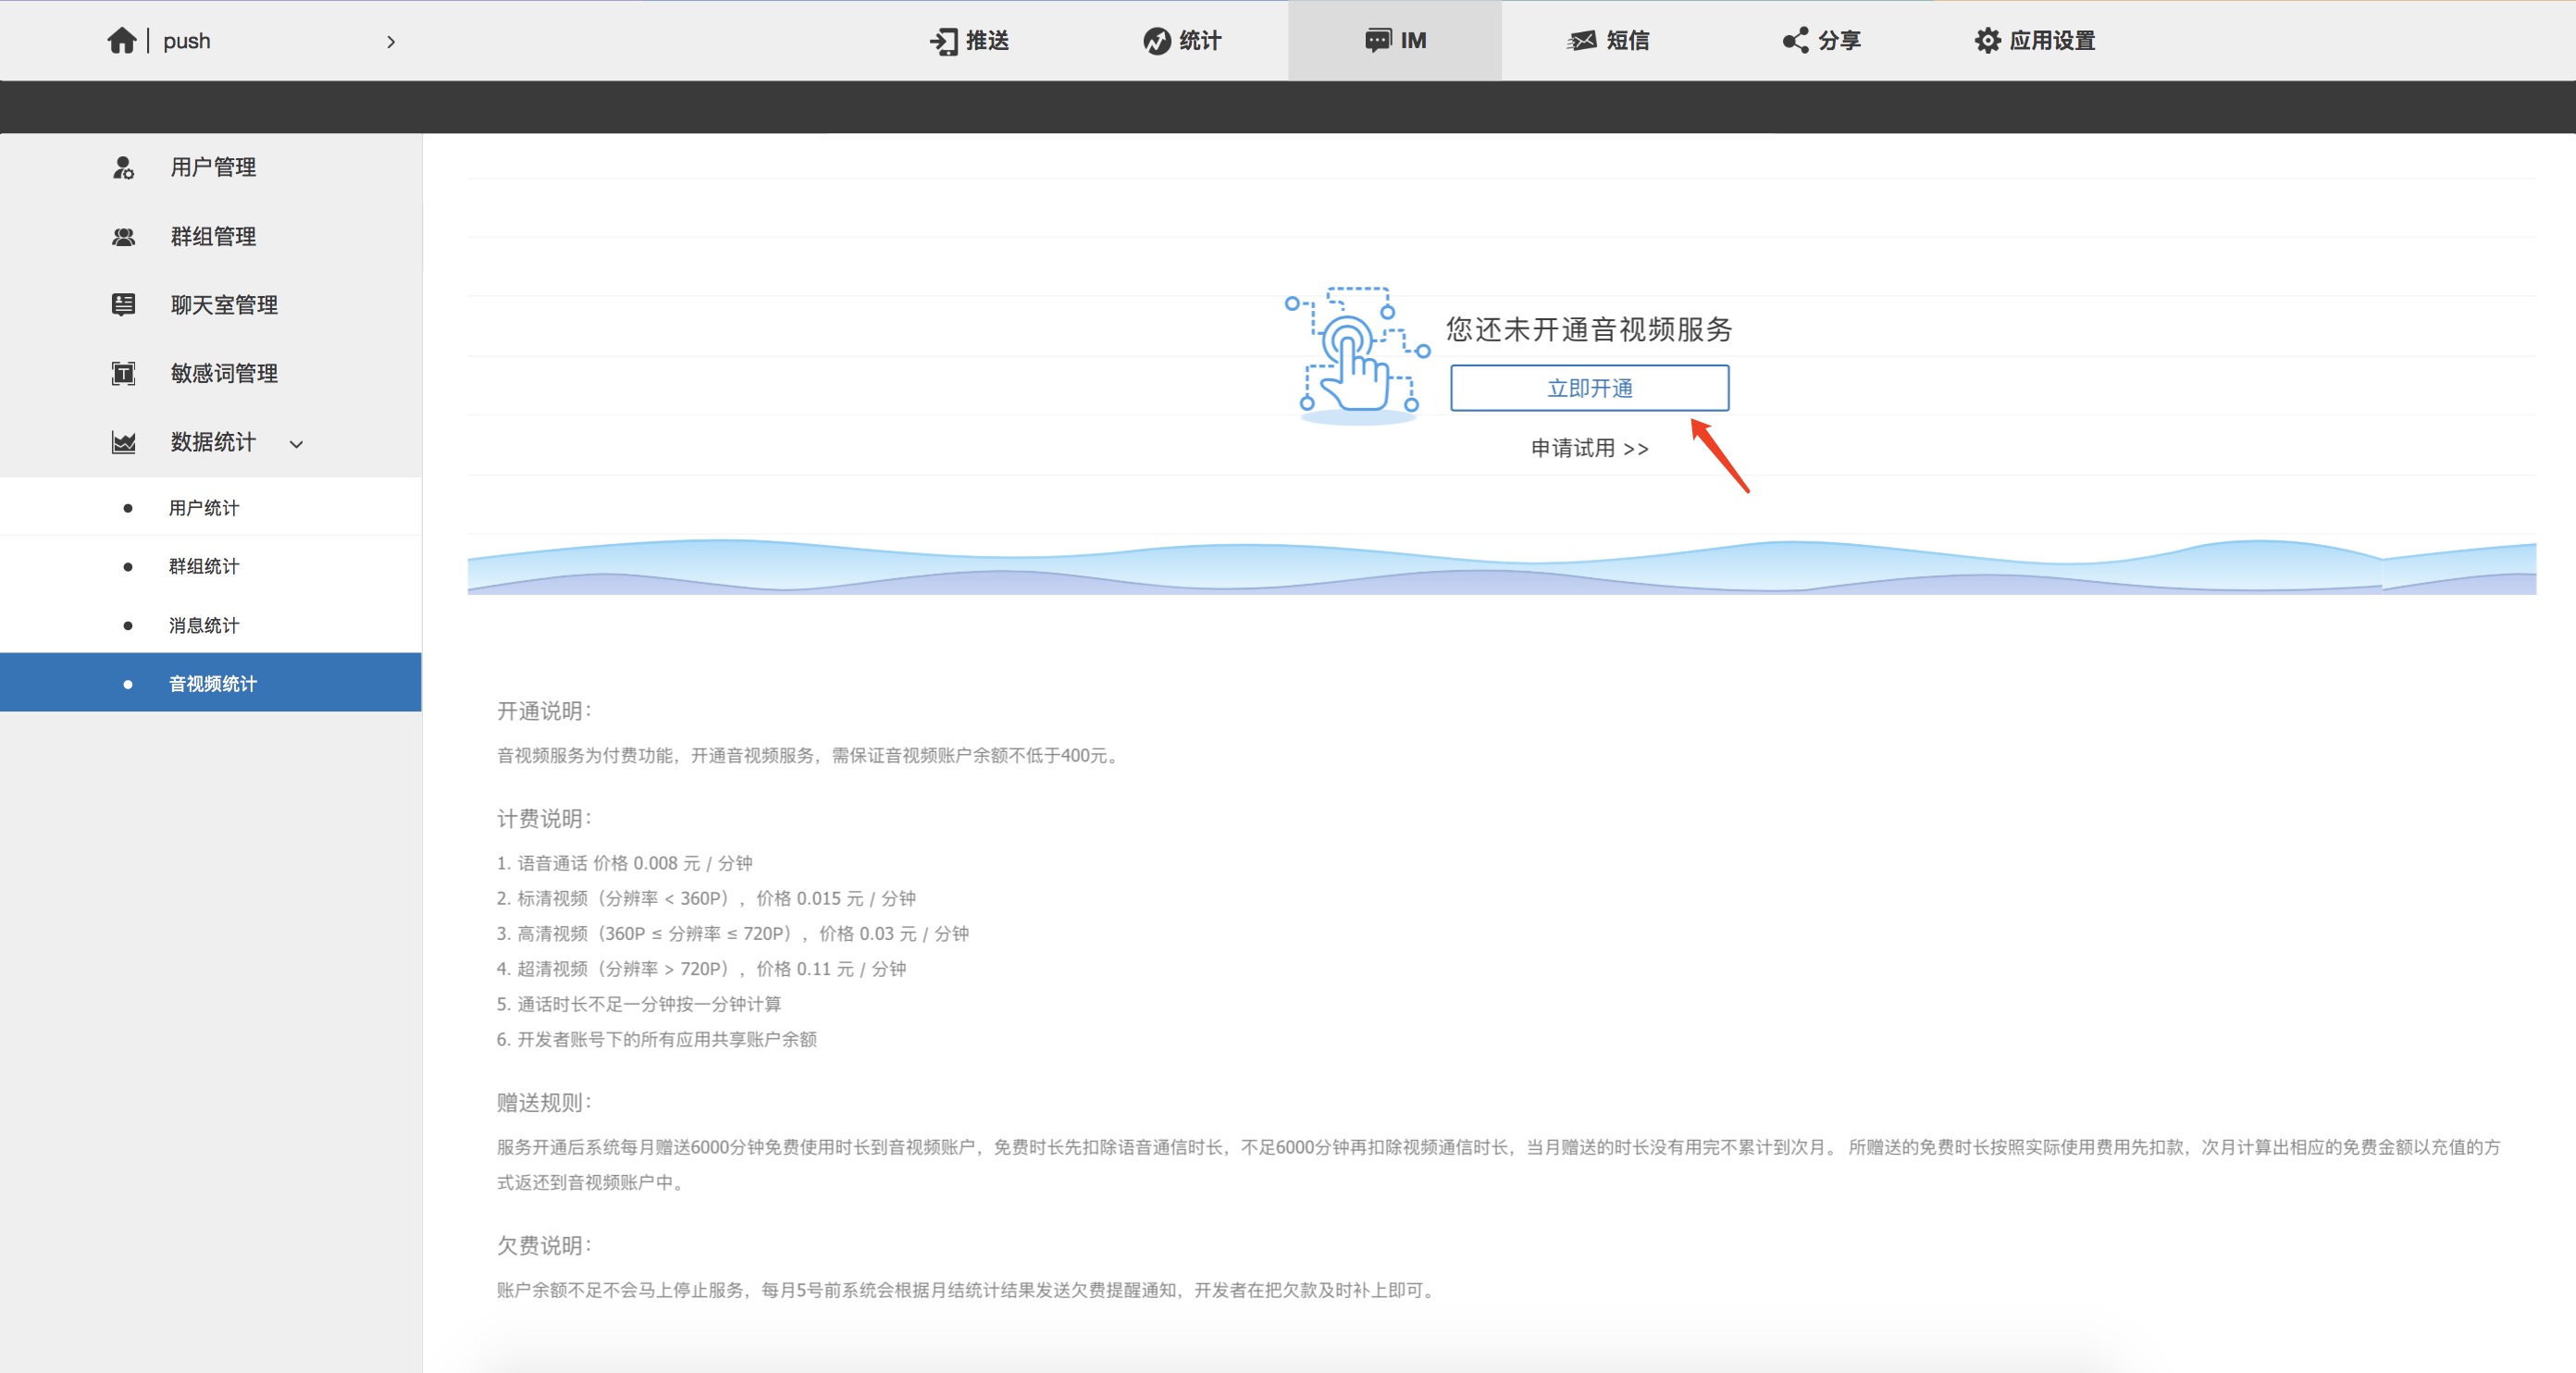 push
推送
统计
IM
短信
分享
应用设置
用户管理
群组管理
聊天室管理
敏感词管理
数据统计
用户统计
群组统计
消息统计
音视频统计
您还未开通音视频服务
立即开通
申请试用 >>
开通说明：
音视频服务为付费功能，开通音视频服务，需保证音视频账户余额不低于400元。
计费说明：
1. 语音通话 价格 0.008 元 / 分钟
2. 标清视频（分辨率 < 360P），价格 0.015 元 / 分钟
3. 高清视频（360P ≤ 分辨率 ≤ 720P），价格 0.03 元 / 分钟
4. 超清视频（分辨率 > 720P），价格 0.11 元 / 分钟
5. 通话时长不足一分钟按一分钟计算
6. 开发者账号下的所有应用共享账户余额
赠送规则：
服务开通后系统每月赠送6000分钟免费使用时长到音视频账户，免费时长先扣除语音通信时长，不足6000分钟再扣除视频通信时长，当月赠送的时长没有用完不累计到次月。 所赠送的免费时长按照实际使用费用先扣款，次月计算出相应的免费金额以充值的方
式返还到音视频账户中。
欠费说明：
账户余额不足不会马上停止服务，每月5号前系统会根据月结统计结果发送欠费提醒通知，开发者在把欠款及时补上即可。